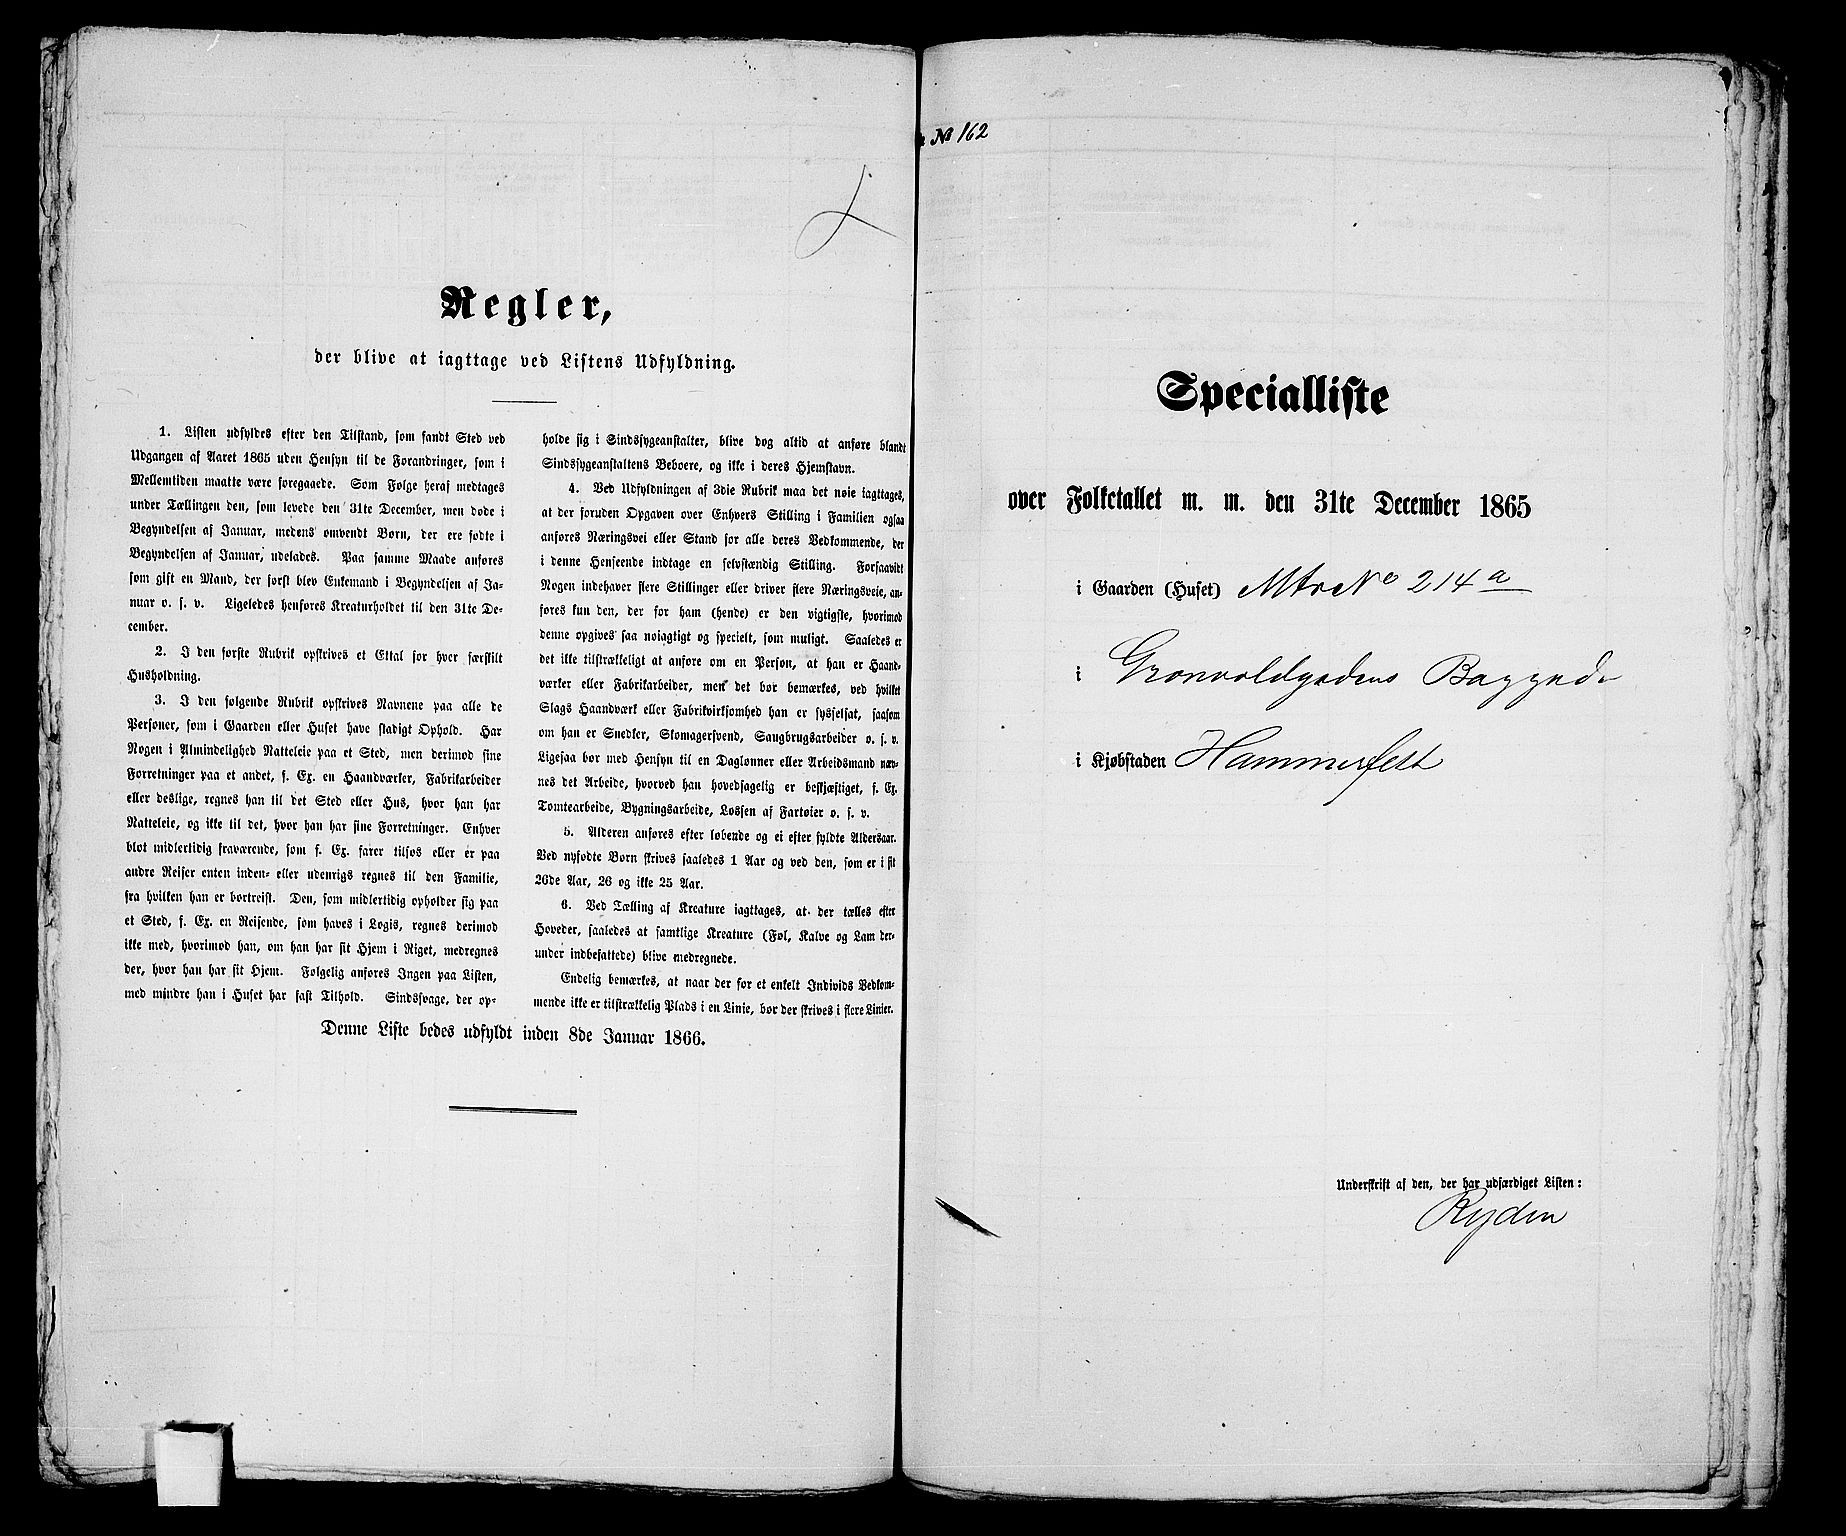 Regler,
der blive at iagttage ved Listens Udfyldning.
1. Listen udfyldes efter den Tilstand, som fandt Sted ved
Udgangen af Aaret 1865 uden Hensyn til de Forandringer, som i
Mellemtiden maatte være foregaaede. Som Følge heraf medtages
under Tællingen den, som levede den 31te December, men døde i
Begyndelsen af Januar, medens omvendt Børn, der ere fødte i
Begyndelsen af Januar, udelades. Paa samme Maade anføres
som gift en Mand, der først blev Enkemand i Begyndelsen af Ja-
nuar o. s. v. Ligeledes henføres Kreaturholdet til den 31te De-
cember.
2. I den første Rubrik opskrives et Ettal for hver særskilt
Husholdning.
3. I den følgende Rubrik opskrives Navnene paa alle de
Personer, som i Gaarden eller Huset have stadigt Ophold. Har
Nogen i Almindelighed Natteleie paa et Sted, men derimod sine
Forretninger paa et andet, f. Ex. en Haandværker, Fabrikarbeider
eller deslige, regnes han til det Sted eller Hus, hvor han har
Natteleie, og ikke til det, hvor han har sine Forretninger. Enhver
blot midlertidig fraværende, som f. Ex. farer tilsøs eller er paa
andre Reiser enten inden- eller udenrigs regnes til den Familie,
fra hvilken han er bortreist. Den, som midlertidig opholder sig paa
et Sted, f. Ex. en Reisende, som haves i Logis, regnes derimod
ikke med, hvorimod han, om han har sit Hjem i Riget, medregnes
der, hvor han har sit Hjem. Følgelig anføres Ingen paa Listen,
med mindre han i Huset har fast Tilhold. Sindssvage, der op-
holde sig i Sindssygeanstalter, blive dog altid at anføre blandt
Sindssygeanstaltens Beboere, og ikke i deres Hjemstavn.
4. Ved Udfyldningen af 3die Rubrik maa det nøie iagttages,
at der foruden Opgaven over Enhvers Stilling i Familien ogsaa
anføres Næringsvei eller Stand for alle deres Vedkommende, der
i denne Henseende indtage en selvstændig Stilling. Forsaavidt
Nogen indehaver flere Stillinger eller driver flere Næringsveie, an-
føres kun den, der for ham (hende) er den vigtigste, hvorimod
denne opgives saa nøiagtigt og specielt, som muligt. Saaledes er
det ikke tilstrækkeligt at anføre om en Person, at han er Haand-
værker eller Fabrikarbeider, men det bør bemærkes, ved hvilket
Slags Haandværk eller Fabrikvirksomhed han er sysselsat, saasom
om han er Snedker, Skomagersvend, Saugbrugsarbeider o. s. v.
Ligesaa bør med Hensyn til en Daglønner eller Arbeidsmand næv-
nes det Arbeide, hvorved han hovedsagelig er beskjæftiget, f. Ex.
Tomtearbeide, Bygningsarbeide, Lossen af Fartøier o. s. v.
5. Alderen anføres efter løbende og ei efter fyldte Aldersaar.
Ved nyfødte Børn skrives saaledes 1 Aar og ved den, som er i sit
26de Aar, 26 og ikke 25 Aar.
6. Ved Tælling af Kreature iagttages, at der tælles efter
Hoveder, saaledes at samtlige Kreature (Føl, Kalve og Lam der-
under indbefattede) blive medregnede.
Endelig bemærkes, at naar der for et enkelt Individs Vedkom-
mende ikke er tilstrækkelig Plads i en Linie, bør der skrives i flere Linier.
Denne Liste bedes udfyldt inden 8de Januar 1866.
№ 162
Specialliste
over Folketallet m. m. den 31te December 1865
i Gaarden (Huset) Mtr No 214 a
i Grønvoldgadens Baggade
i Kjøbstaden Hammerfest
Underskrift af den, der har udfærdiget Listen:
Ryden